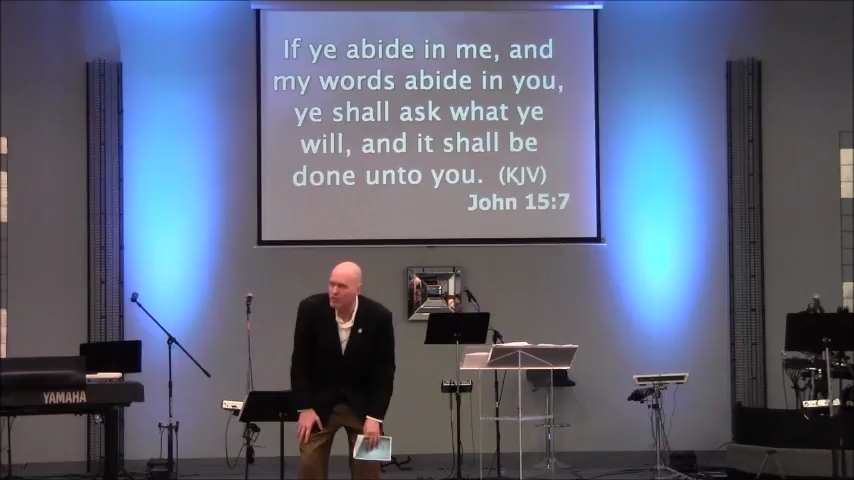 If ye abide in me, and
my words abide in you,
ye shall ask what ye
will, and it shall be
done unto you. (KJV)
John 15:7
YAMAHA